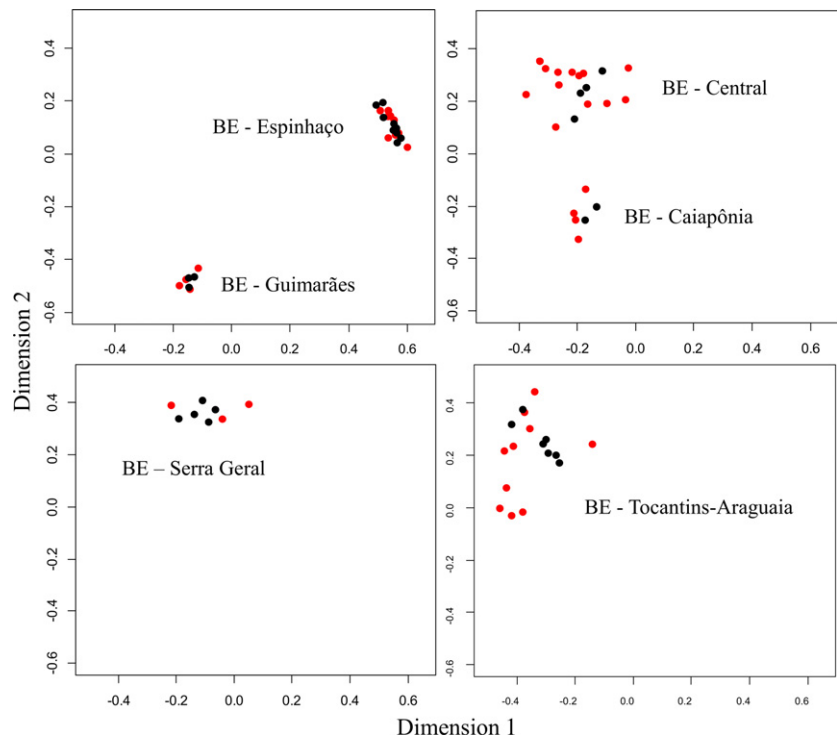 0.4
0.2
0.0
-0.2
-0.4
-0.6
BE - Espinhaço
BE - Guimarães
-0.4 -0.2 0.0 0.2 0.4 0.6
0.4
0.2
0.0
-0.2
-0.4
-0.6
BE - Central
BE - Caiapônia
-0.4 -0.2 0.0 0.2 0.4 0.6
Dimension 2
0.4
0.2
0.0
-0.2
-0.4
-0.6
BE – Serra Geral
-0.4 -0.2 0.0 0.2 0.4 0.6
0.4
0.2
0.0
-0.2
-0.4
-0.6
BE - Tocantins-Araguaia
-0.4 -0.2 0.0 0.2 0.4 0.6
Dimension 1